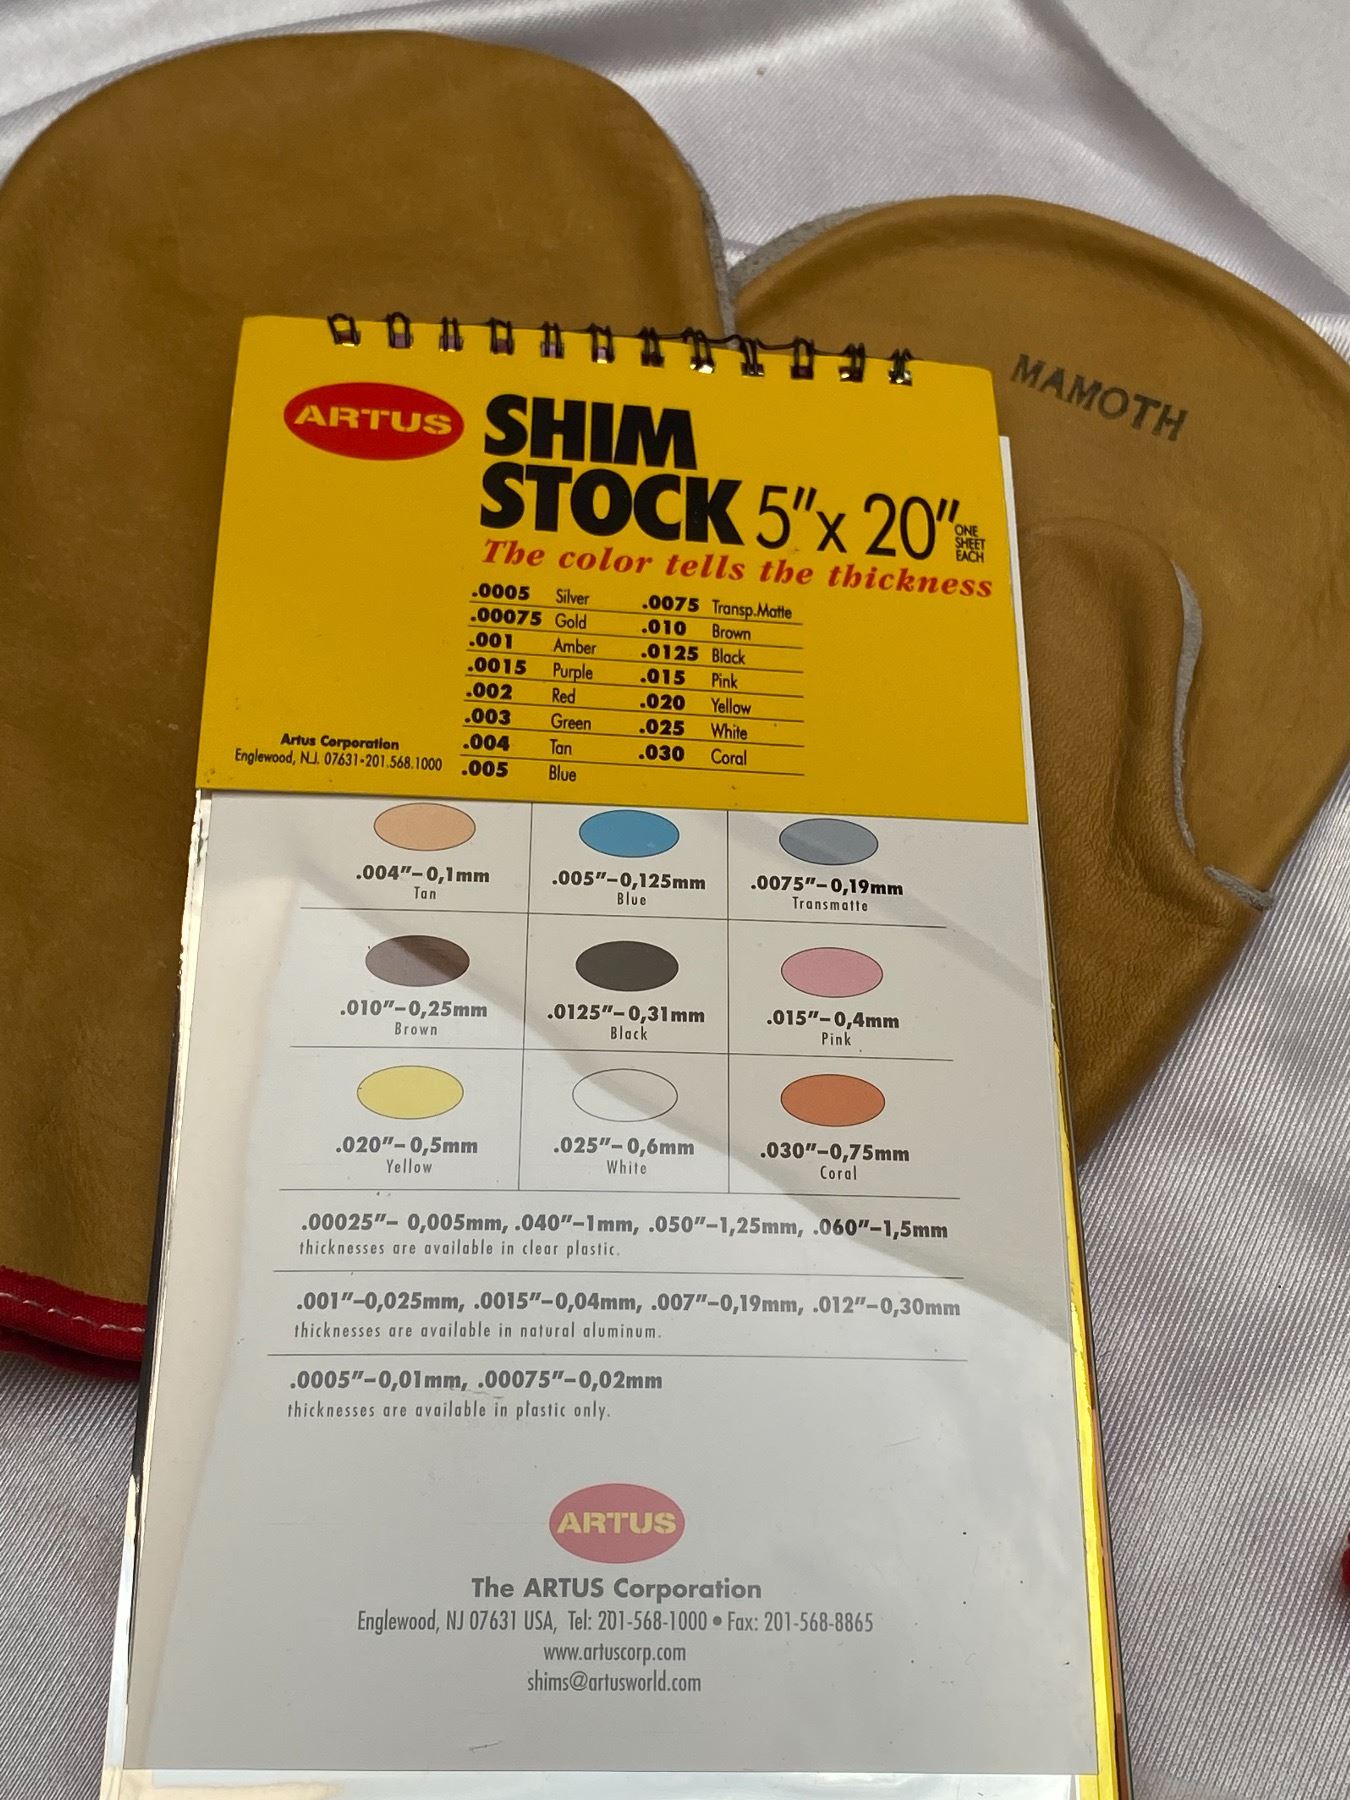 MAMOTH
ARTUS
SHIM
STOCK 5"x 20" ONE SHEET EACH
The color tells the thickness
.0005 Silver .0075 Transp.Matte
.00075 Gold .010 Brown
.001 Amber .0125 Black
.0015 Purple .015 Pink
.002 Red .020 Yellow
.003 Green .025 White
.004 Tan .030 Coral
.005 Blue
Artus Corporation
Englewood, N.J. 07631-201.568.1000
.004"-0,1mm .005"-0,125mm .0075"-0,19mm
Tan Blue Transmatte
.010"-0,25mm .0125"-0,31mm .015"-0,4mm
Brown Black Pink
.020"-0,5mm .025"-0,6mm .030"-0,75mm
Yellow White Coral
.00025"- 0,005mm, .040"-1mm, .050"-1,25mm, .060"-1,5mm
thicknesses are available in clear plastic.
.001"-0,025mm, .0015"-0,04mm, .007"-0,19mm, .012"-0,30mm
thicknesses are available in natural aluminum.
.0005"-0,01mm, .00075"-0,02mm
thicknesses are available in plastic only.
ARTUS
The ARTUS Corporation
Englewood, NJ 07631 USA, Tel: 201-568-1000 • Fax: 201-568-8865
www.artuscorp.com
shims@artusworld.com